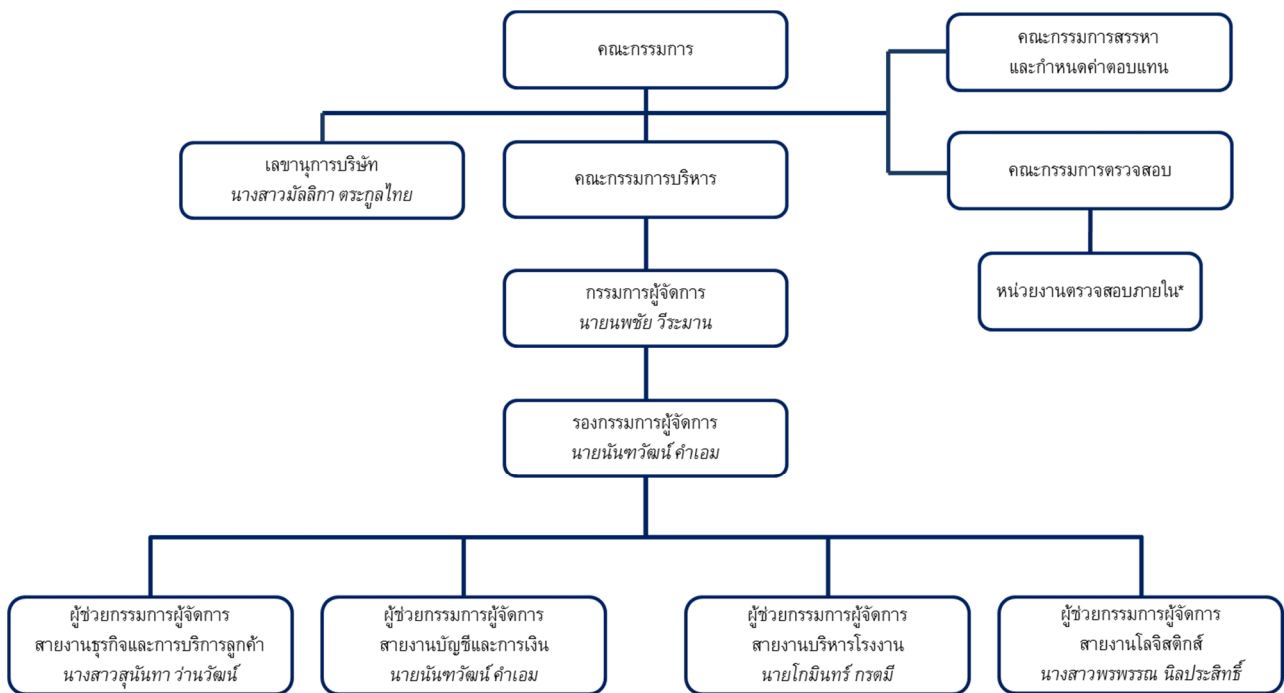 คณะกรรมการ
คณะกรรมการสรรหา
และกำหนดค่าตอบแทน
เลขานุการบริษัท
นางสาวมัลลิกา ตระกูลไทย
คณะกรรมการบริหาร
คณะกรรมการตรวจสอบ
กรรมการผู้จัดการ
นายนพชัย วีระมาน
หน่วยงานตรวจสอบภายใน*
รองกรรมการผู้จัดการ
นายนันฑวัฒน์ คำเอม
ผู้ช่วยกรรมการผู้จัดการ
สายงานธุรกิจและการบริการลูกค้า
นางสาวสุนันทา ว่านวัฒน์
ผู้ช่วยกรรมการผู้จัดการ
สายงานบัญชีและการเงิน
นายนันฑวัฒน์ คำเอม
ผู้ช่วยกรรมการผู้จัดการ
สายงานบริหารโรงงาน
นายโกมินทร์ กรตมี
ผู้ช่วยกรรมการผู้จัดการ
สายงานโลจิสติกส์
นางสาวพรพรรณ นิลประสิทธิ์